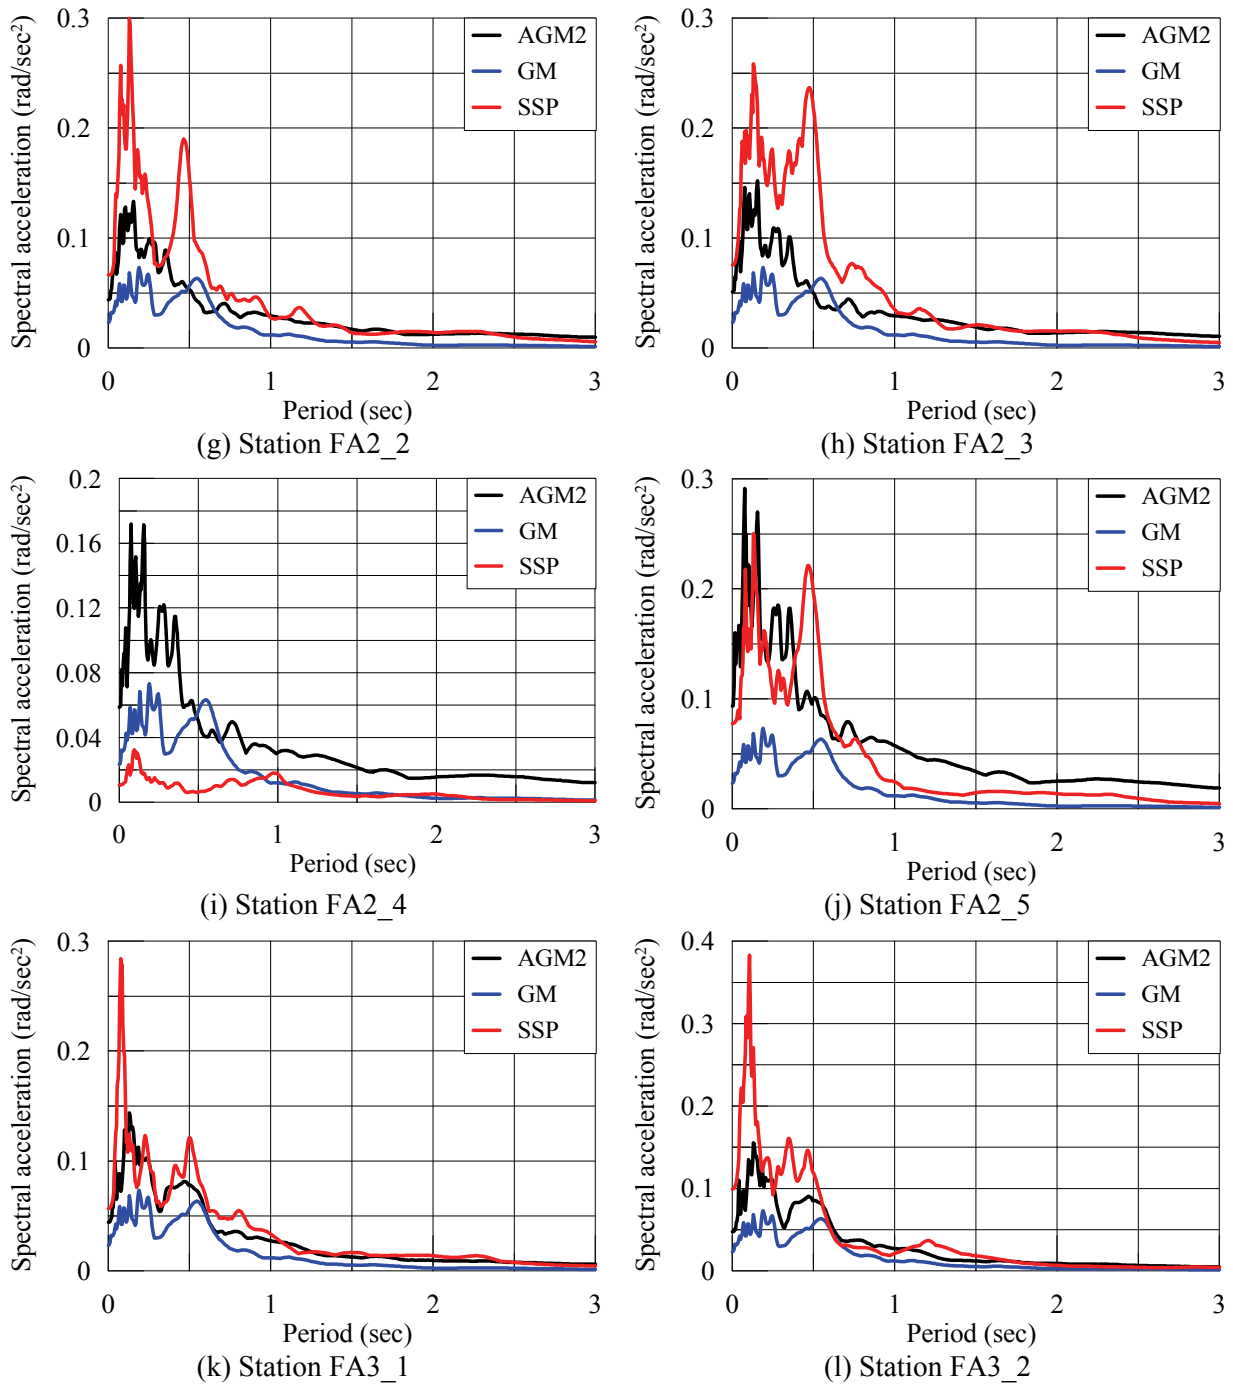 Spectral acceleration (rad/sec²)
0.3
0.2
0.1
0
0 1 2 3
AGM2
GM
SSP
Period (sec)
(g) Station FA2_2
Spectral acceleration (rad/sec²)
0.3
0.2
0.1
0
0 1 2 3
AGM2
GM
SSP
Period (sec)
(h) Station FA2_3
Spectral acceleration (rad/sec²)
0.2
0.16
0.12
0.08
0.04
0
0 1 2 3
AGM2
GM
SSP
Period (sec)
(i) Station FA2_4
Spectral acceleration (rad/sec²)
0.3
0.2
0.1
0
0 1 2 3
AGM2
GM
SSP
Period (sec)
(j) Station FA2_5
Spectral acceleration (rad/sec²)
0.3
0.2
0.1
0
0 1 2 3
AGM2
GM
SSP
Period (sec)
(k) Station FA3_1
Spectral acceleration (rad/sec²)
0.4
0.3
0.2
0.1
0
0 1 2 3
AGM2
GM
SSP
Period (sec)
(l) Station FA3_2